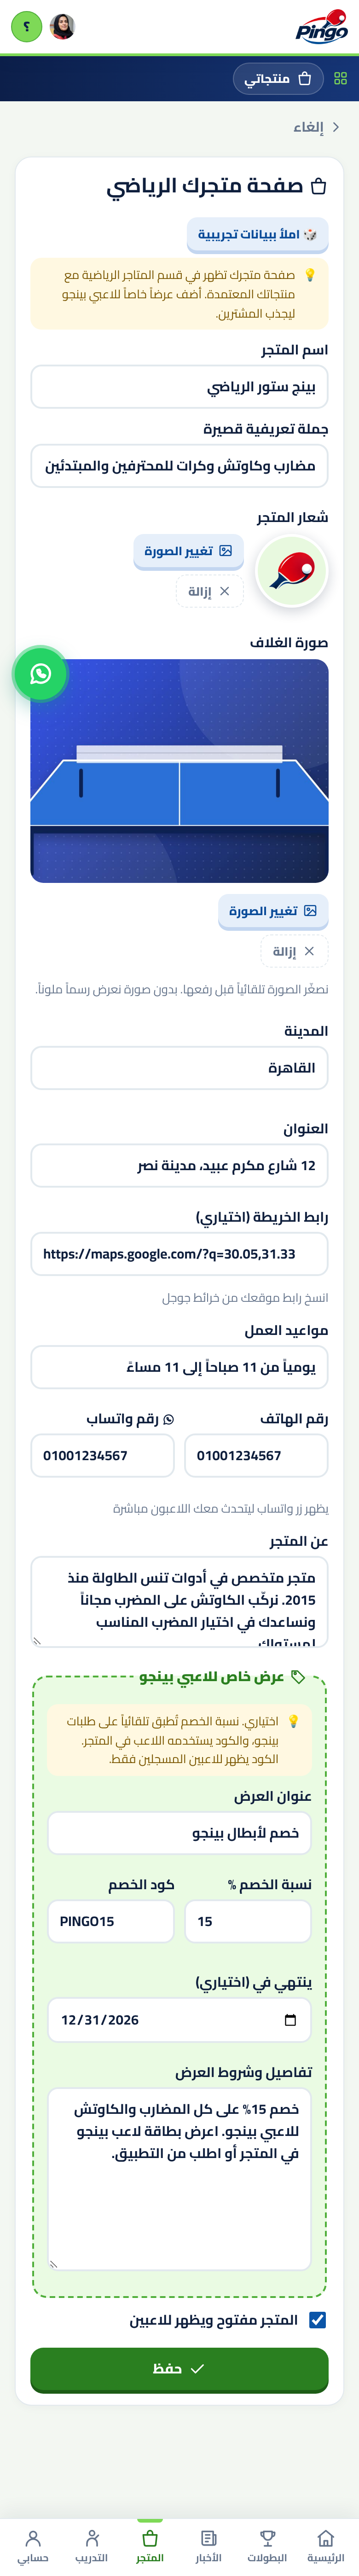 Pingo
؟
منتجاتي
إلغاء
صفحة متجرك الرياضي
🎲 املأ ببيانات تجريبية
💡 صفحة متجرك تظهر في قسم المتاجر الرياضية مع
منتجاتك المعتمدة. أضف عرضاً خاصاً للاعبي بينجو
ليجذب المشترين.
اسم المتجر
بينج ستور الرياضي
جملة تعريفية قصيرة
مضارب وكاوتش وكرات للمحترفين والمبتدئين
شعار المتجر
تغيير الصورة
إزالة
صورة الغلاف
تغيير الصورة
إزالة
نصغّر الصورة تلقائياً قبل رفعها. بدون صورة نعرض رسماً ملوناً.
المدينة
القاهرة
العنوان
12 شارع مكرم عبيد، مدينة نصر
رابط الخريطة (اختياري)
https://maps.google.com/?q=30.05,31.33
انسخ رابط موقعك من خرائط جوجل
مواعيد العمل
يومياً من 11 صباحاً إلى 11 مساءً
رقم الهاتف
رقم واتساب
01001234567
01001234567
يظهر زر واتساب ليتحدث معك اللاعبون مباشرة
عن المتجر
متجر متخصص في أدوات تنس الطاولة منذ
2015. نركّب الكاوتش على المضرب مجاناً
ونساعدك في اختيار المضرب المناسب
لمستواك
عرض خاص للاعبي بينجو
💡 اختياري. نسبة الخصم تُطبق تلقائياً على طلبات
بينجو، والكود يستخدمه اللاعب في المتجر.
الكود يظهر للاعبين المسجلين فقط.
عنوان العرض
خصم لأبطال بينجو
نسبة الخصم %
كود الخصم
15
PINGO15
ينتهي في (اختياري)
12/31/2026
تفاصيل وشروط العرض
خصم 15% على كل المضارب والكاوتش
للاعبي بينجو. اعرض بطاقة لاعب بينجو
في المتجر أو اطلب من التطبيق.
المتجر مفتوح ويظهر للاعبين
حفظ
الرئيسية
البطولات
الأخبار
المتجر
التدريب
حسابي